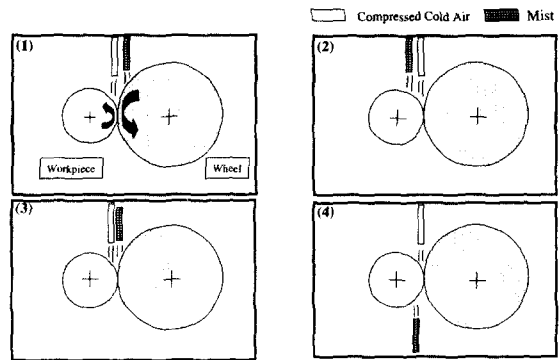 Compressed Cold Air Mist
(1)
(2)
Workpiece
Wheel
(3)
(4)